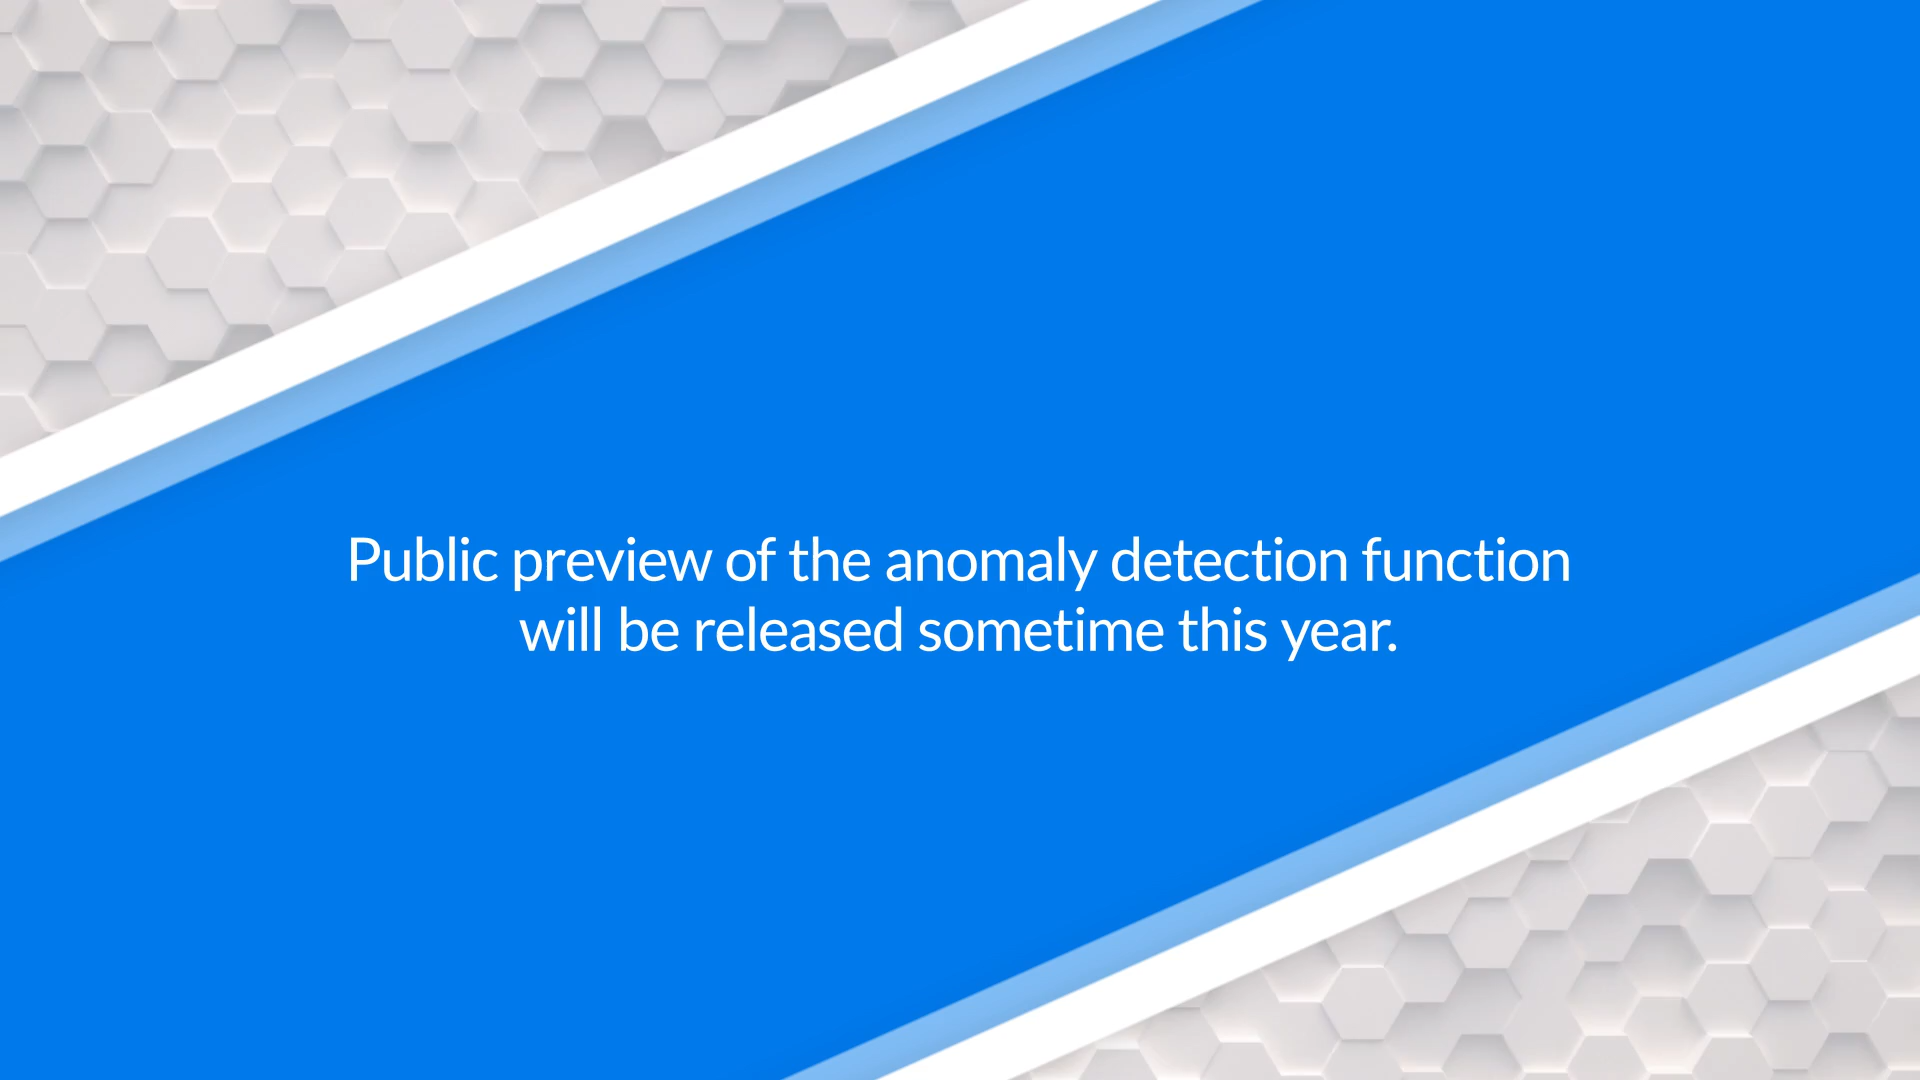 Public preview of the anomaly detection function
will be released sometime this year.